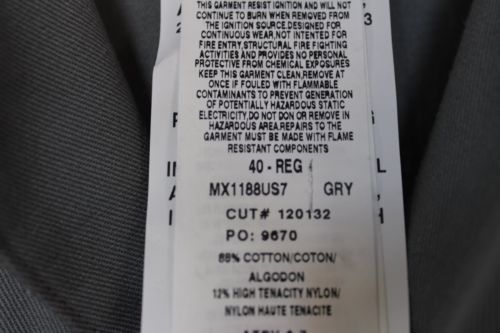 THIS GARMENT RESIST IGNITION AND WILL NOT
CONTINUE TO BURN WHEN REMOVED FROM
THE IGNITION SOURCE.DESIGNED FOR
CONTINUOUS WEAR,NOT INTENDED FOR
FIRE ENTRY,STRUCTURAL FIRE FIGHTING
ACTIVITIES AND PROVIDES NO PERSONAL
PROTECTIVE FROM CHEMICAL EXPOSURES
KEEP THIS GARMENT CLEAN,REMOVE AT
ONCE IF FOULED WITH FLAMMABLE
CONTAMINANTS TO PREVENT GENERATION
OF POTENTIALLY HAZARDOUS STATIC
ELECTRICITY,DO NOT DON OR REMOVE IN
HAZARDOUS AREA.REPAIRS TO THE
GARMENT MUST BE MADE WITH FLAME
RESISTANT COMPONENTS
40 - REG
MX1188US7 GRY
CUT# 120132
PO: 9670
88% COTTON/COTON/
ALGODON
12% HIGH TENACITY NYLON/
NYLON HAUTE TENACITE